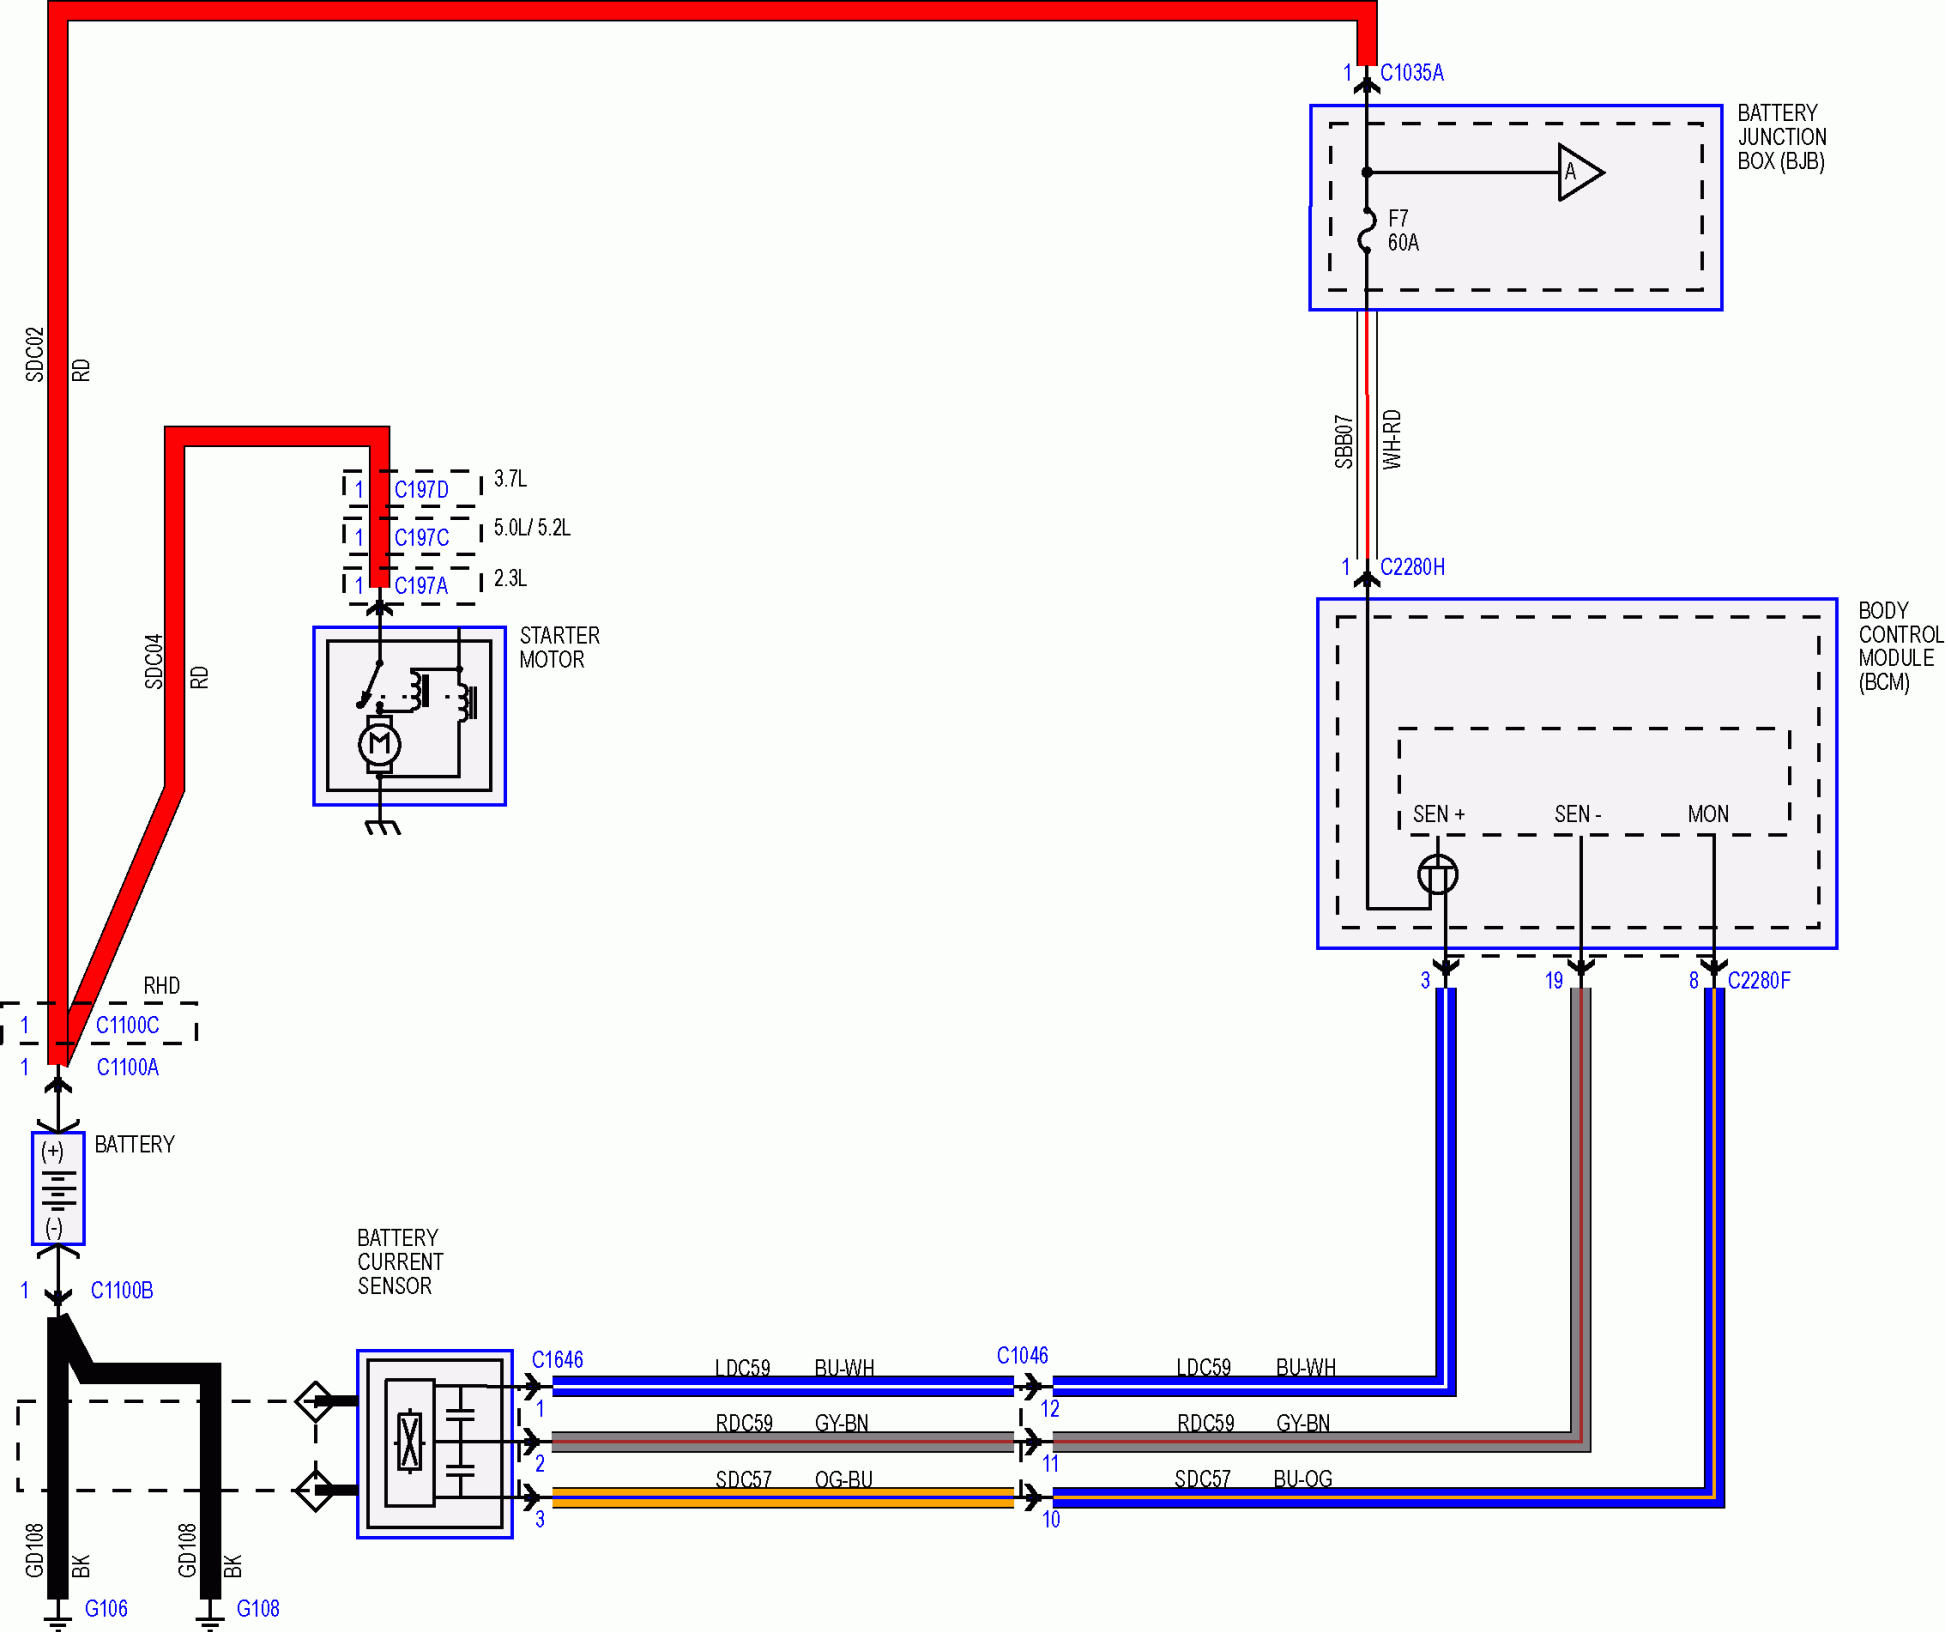 1 C1035A
BATTERY
JUNCTION
BOX (BJB)
A
F7
60A
SDC02
RD
SBB07
WH-RD
1 C197D 3.7L
1 C197C 5.0L/ 5.2L
1 C197A 2.3L
STARTER
MOTOR
M
SDC04
RD
1 C2280H
BODY
CONTROL
MODULE
(BCM)
SEN + SEN - MON
3 19 8 C2280F
RHD
1 C1100C
1 C1100A
BATTERY
(+)
(-)
1 C1100B
BATTERY
CURRENT
SENSOR
C1646 LDC59 BU-WH C1046 LDC59 BU-WH
1 12
RDC59 GY-BN RDC59 GY-BN
2 11
SDC57 OG-BU SDC57 BU-OG
3 10
GD108
BK
GD108
BK
G106 G108